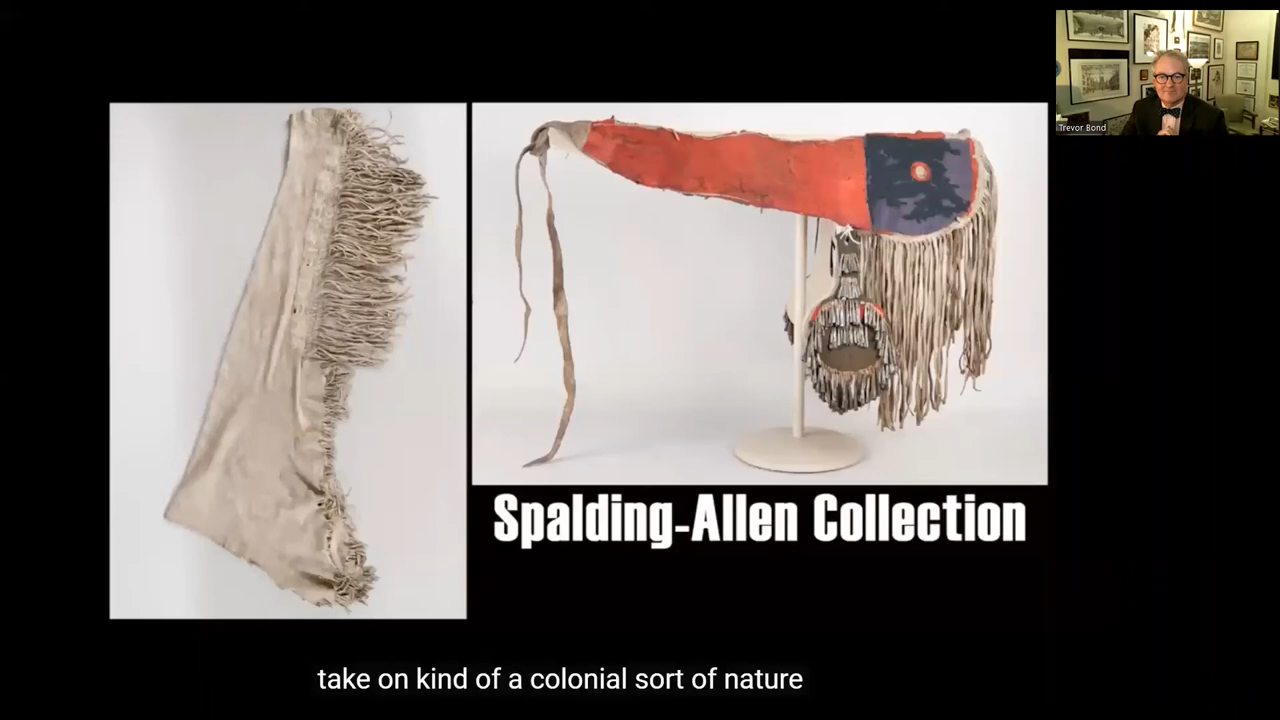 Trevor Bond
Spalding-Allen Collection
take on kind of a colonial sort of nature